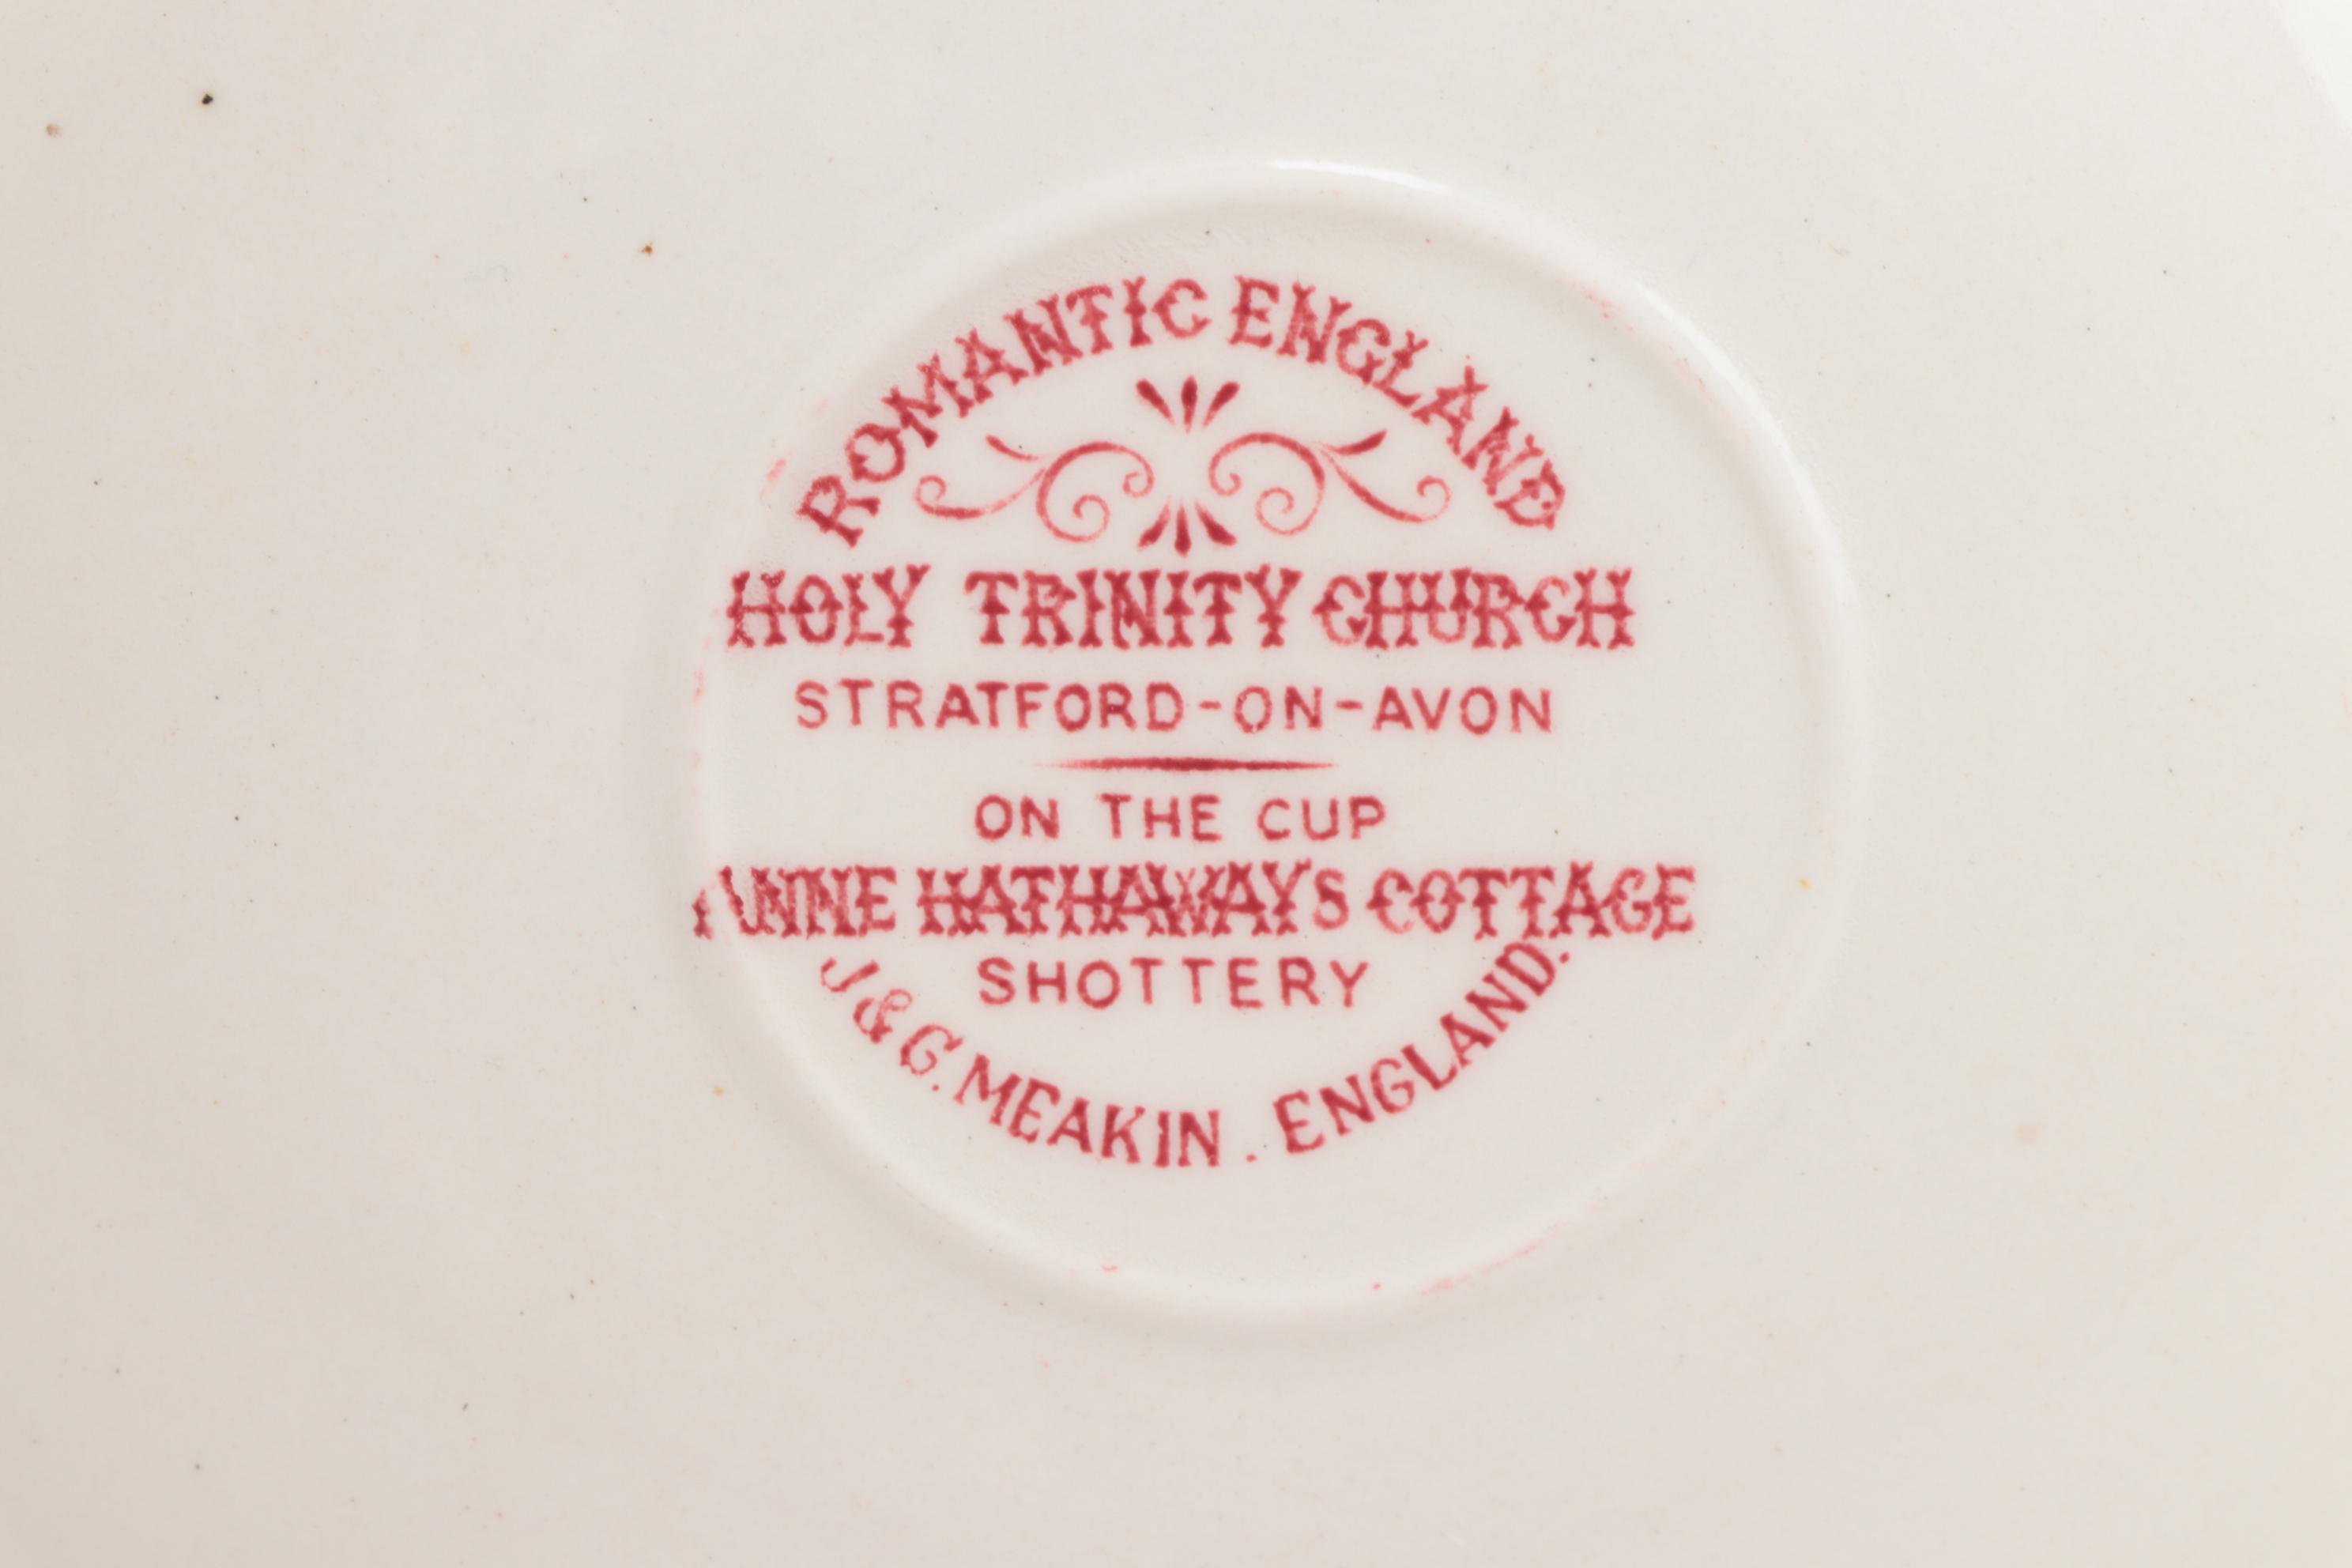 ROMANTIC ENGLAND
HOLY TRINITY CHURCH
STRATFORD-ON-AVON
ON THE CUP
ANNE HATHAWAY'S COTTAGE
SHOTTERY
J & G. MEAKIN . ENGLAND.